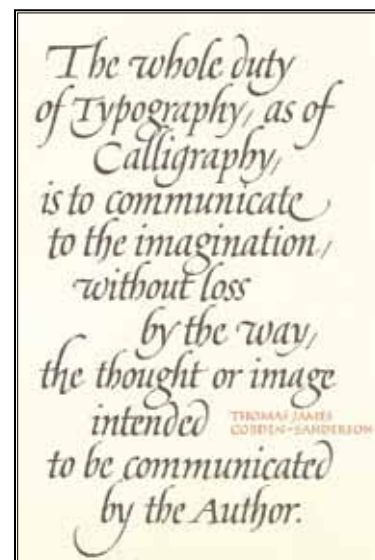 The whole duty
of Typography, as of
Calligraphy,
is to communicate
to the imagination,
without loss
by the way,
the thought or image
intended
THOMAS JAMES
COBDEN-SANDERSON
to be communicated
by the Author.